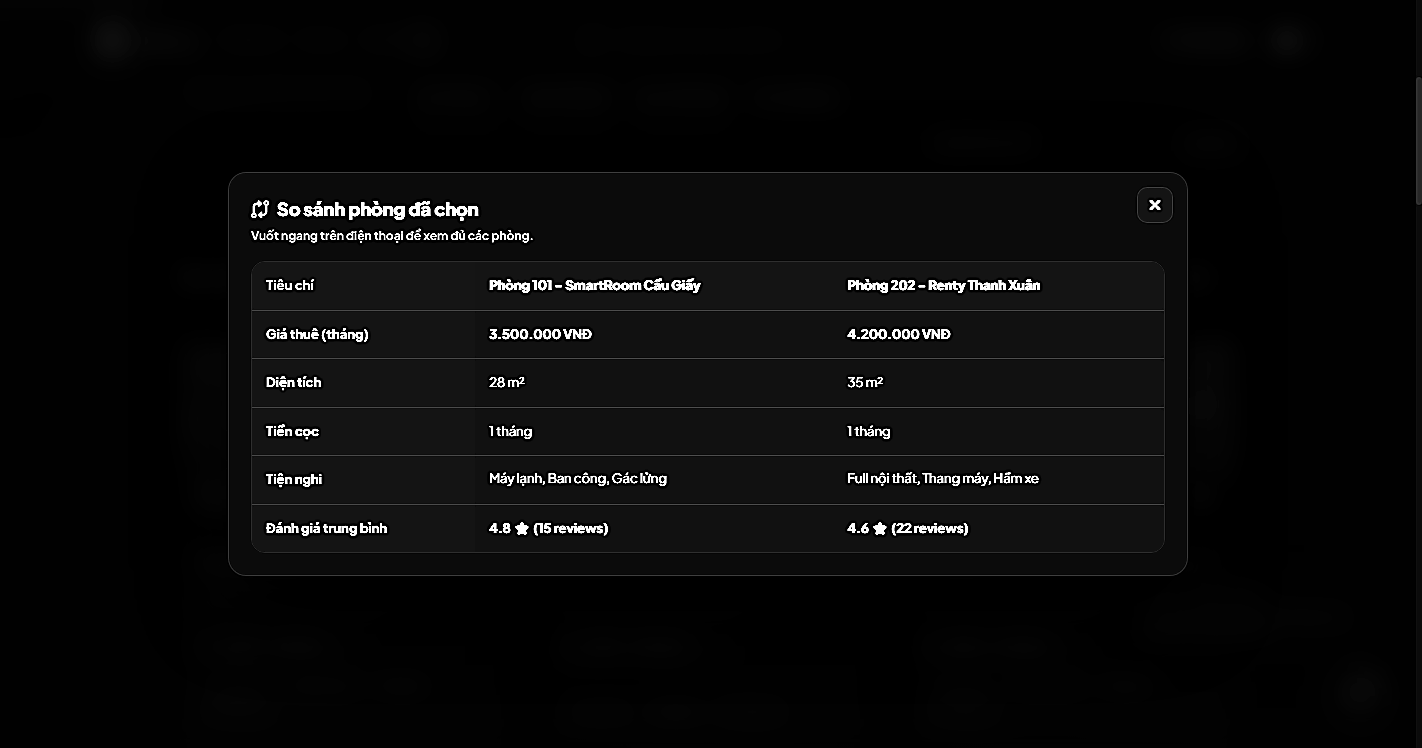 So sánh phòng đã chọn
Vuốt ngang trên điện thoại để xem đủ các phòng.
Tiêu chí Phòng 101 – SmartRoom Cầu Giấy Phòng 202 – Renty Thanh Xuân
Giá thuê (tháng) 3.500.000 VNĐ 4.200.000 VNĐ
Diện tích 28 m² 35 m²
Tiền cọc 1 tháng 1 tháng
Tiện nghi Máy lạnh, Ban công, Gác lửng Full nội thất, Thang máy, Hầm xe
Đánh giá trung bình 4.8 ★ (15 reviews) 4.6 ★ (22 reviews)